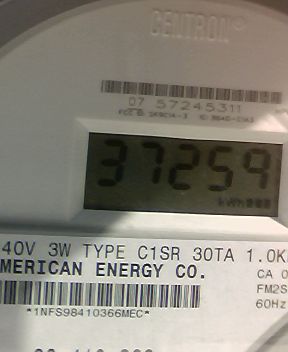 CENTRON
07 57245311
37259
40V 3W TYPE C1SR 30TA 1.0K
MERICAN ENERGY CO.
CA 0
FM2S
60Hz
*1NFS98410366MEC*